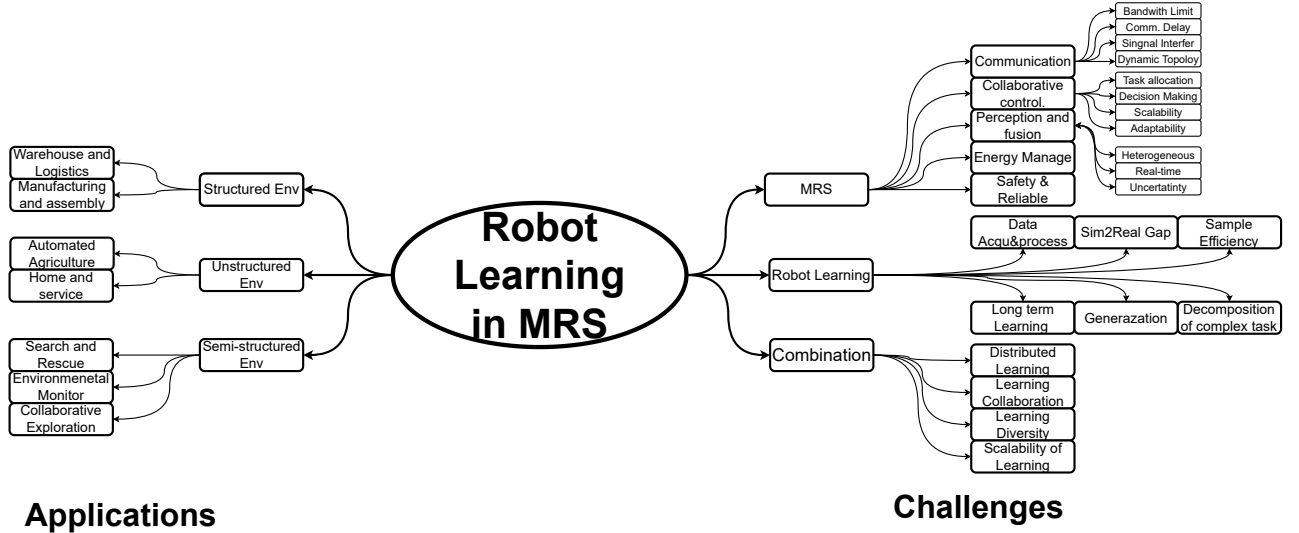 Robot
Learning
in MRS
Structured Env
Warehouse and
Logistics
Manufacturing
and assembly
Unstructured
Env
Automated
Agriculture
Home and
service
Semi-structured
Env
Search and
Rescue
Environmenetal
Monitor
Collaborative
Exploration
Applications
MRS
Communication
Bandwith Limit
Comm. Delay
Singnal Interfer
Dynamic Topoloy
Collaborative
control.
Task allocation
Decision Making
Scalability
Adaptability
Perception and
fusion
Heterogeneous
Real-time
Uncertatinty
Energy Manage
Safety &
Reliable
Robot Learning
Data
Acqu&process
Sim2Real Gap
Sample
Efficiency
Long term
Learning
Generazation
Decomposition
of complex task
Combination
Distributed
Learning
Learning
Collaboration
Learning
Diversity
Scalability of
Learning
Challenges